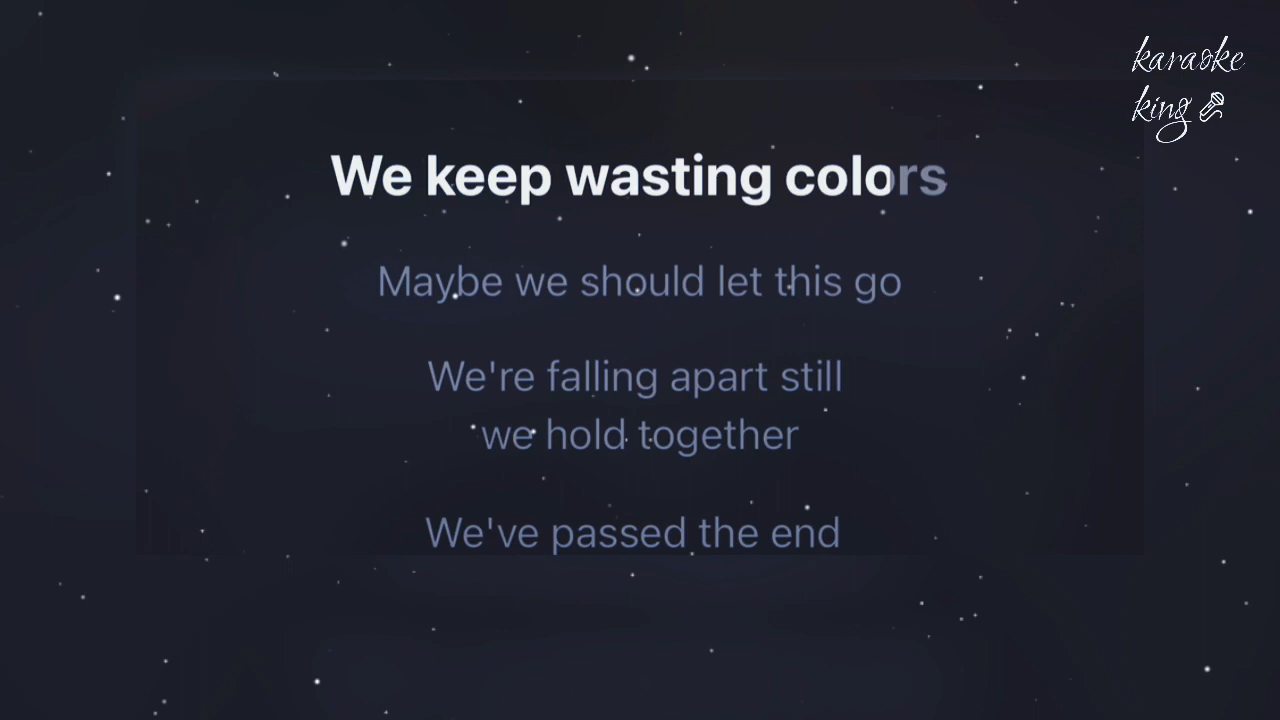 karaoke
king
We keep wasting colors
Maybe we should let this go
We're falling apart still
we hold together
We've passed the end